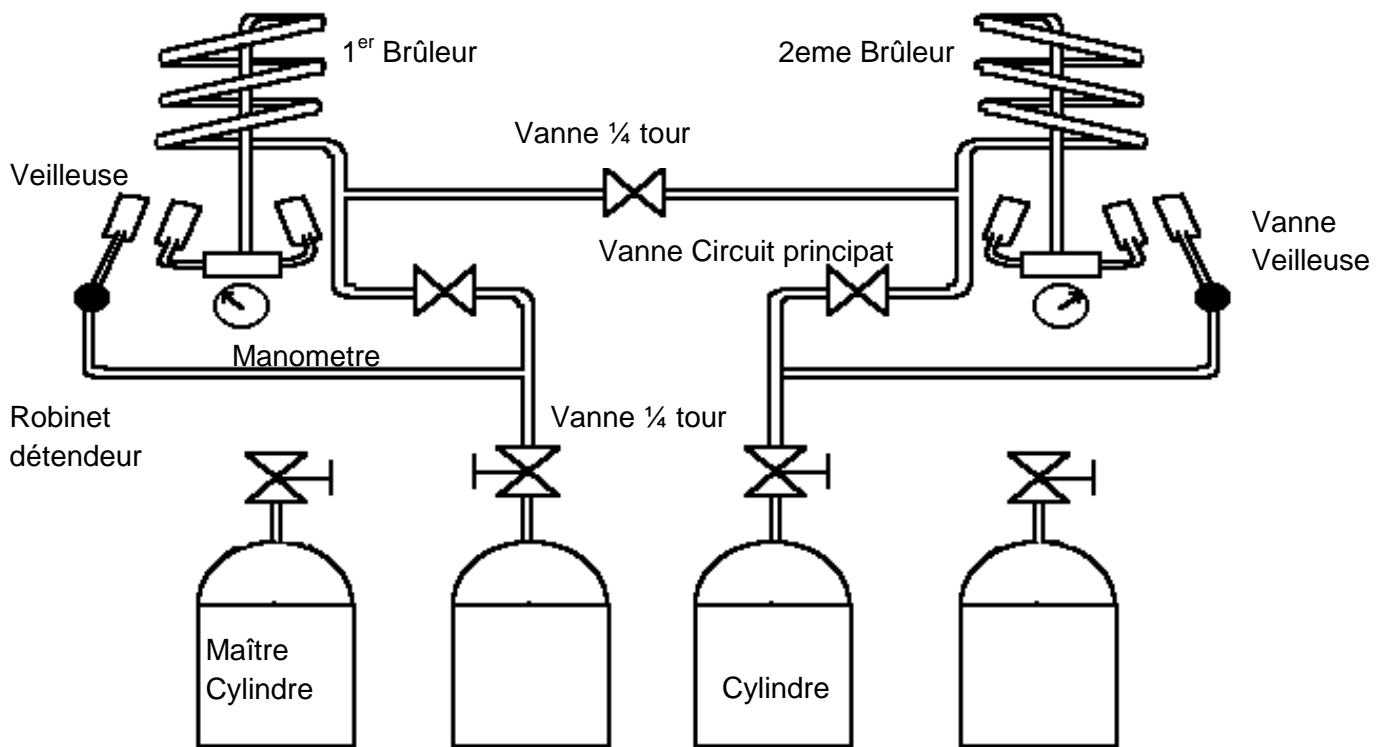 1er Brûleur
2eme Brûleur
Vanne ¼ tour
Veilleuse
Vanne Circuit principat
Vanne
Veilleuse
Manometre
Robinet
détendeur
Vanne ¼ tour
Maître
Cylindre
Cylindre